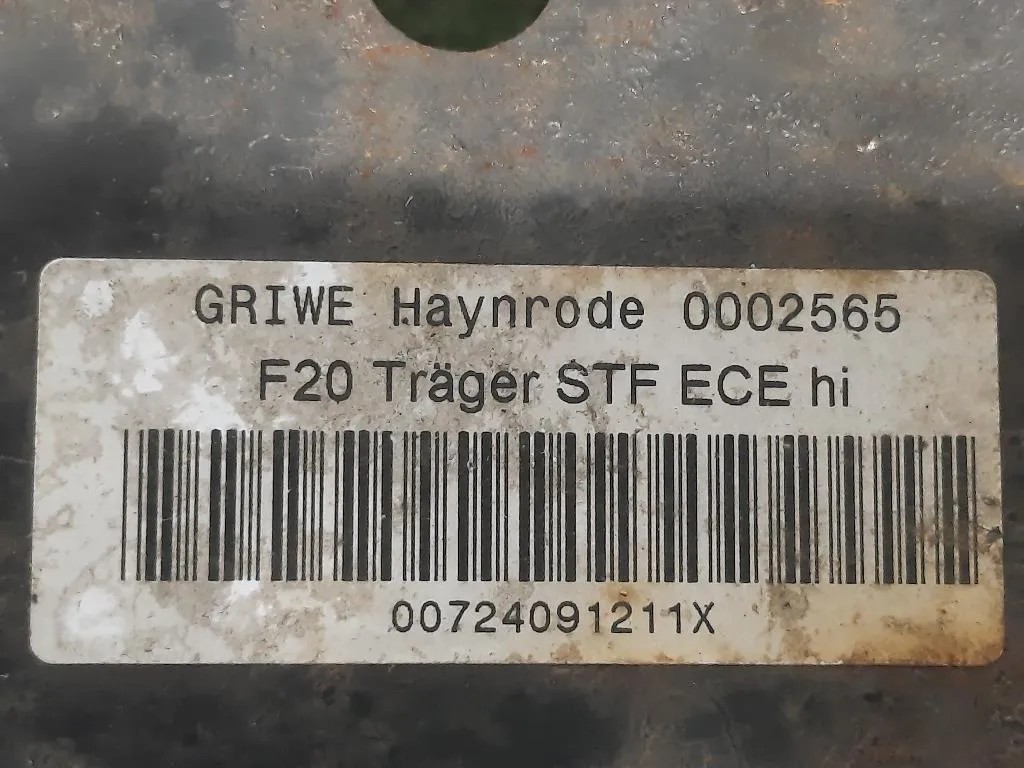 GRIWE Haynrode 0002565
F20 Träger STF ECE hi
00724091211X